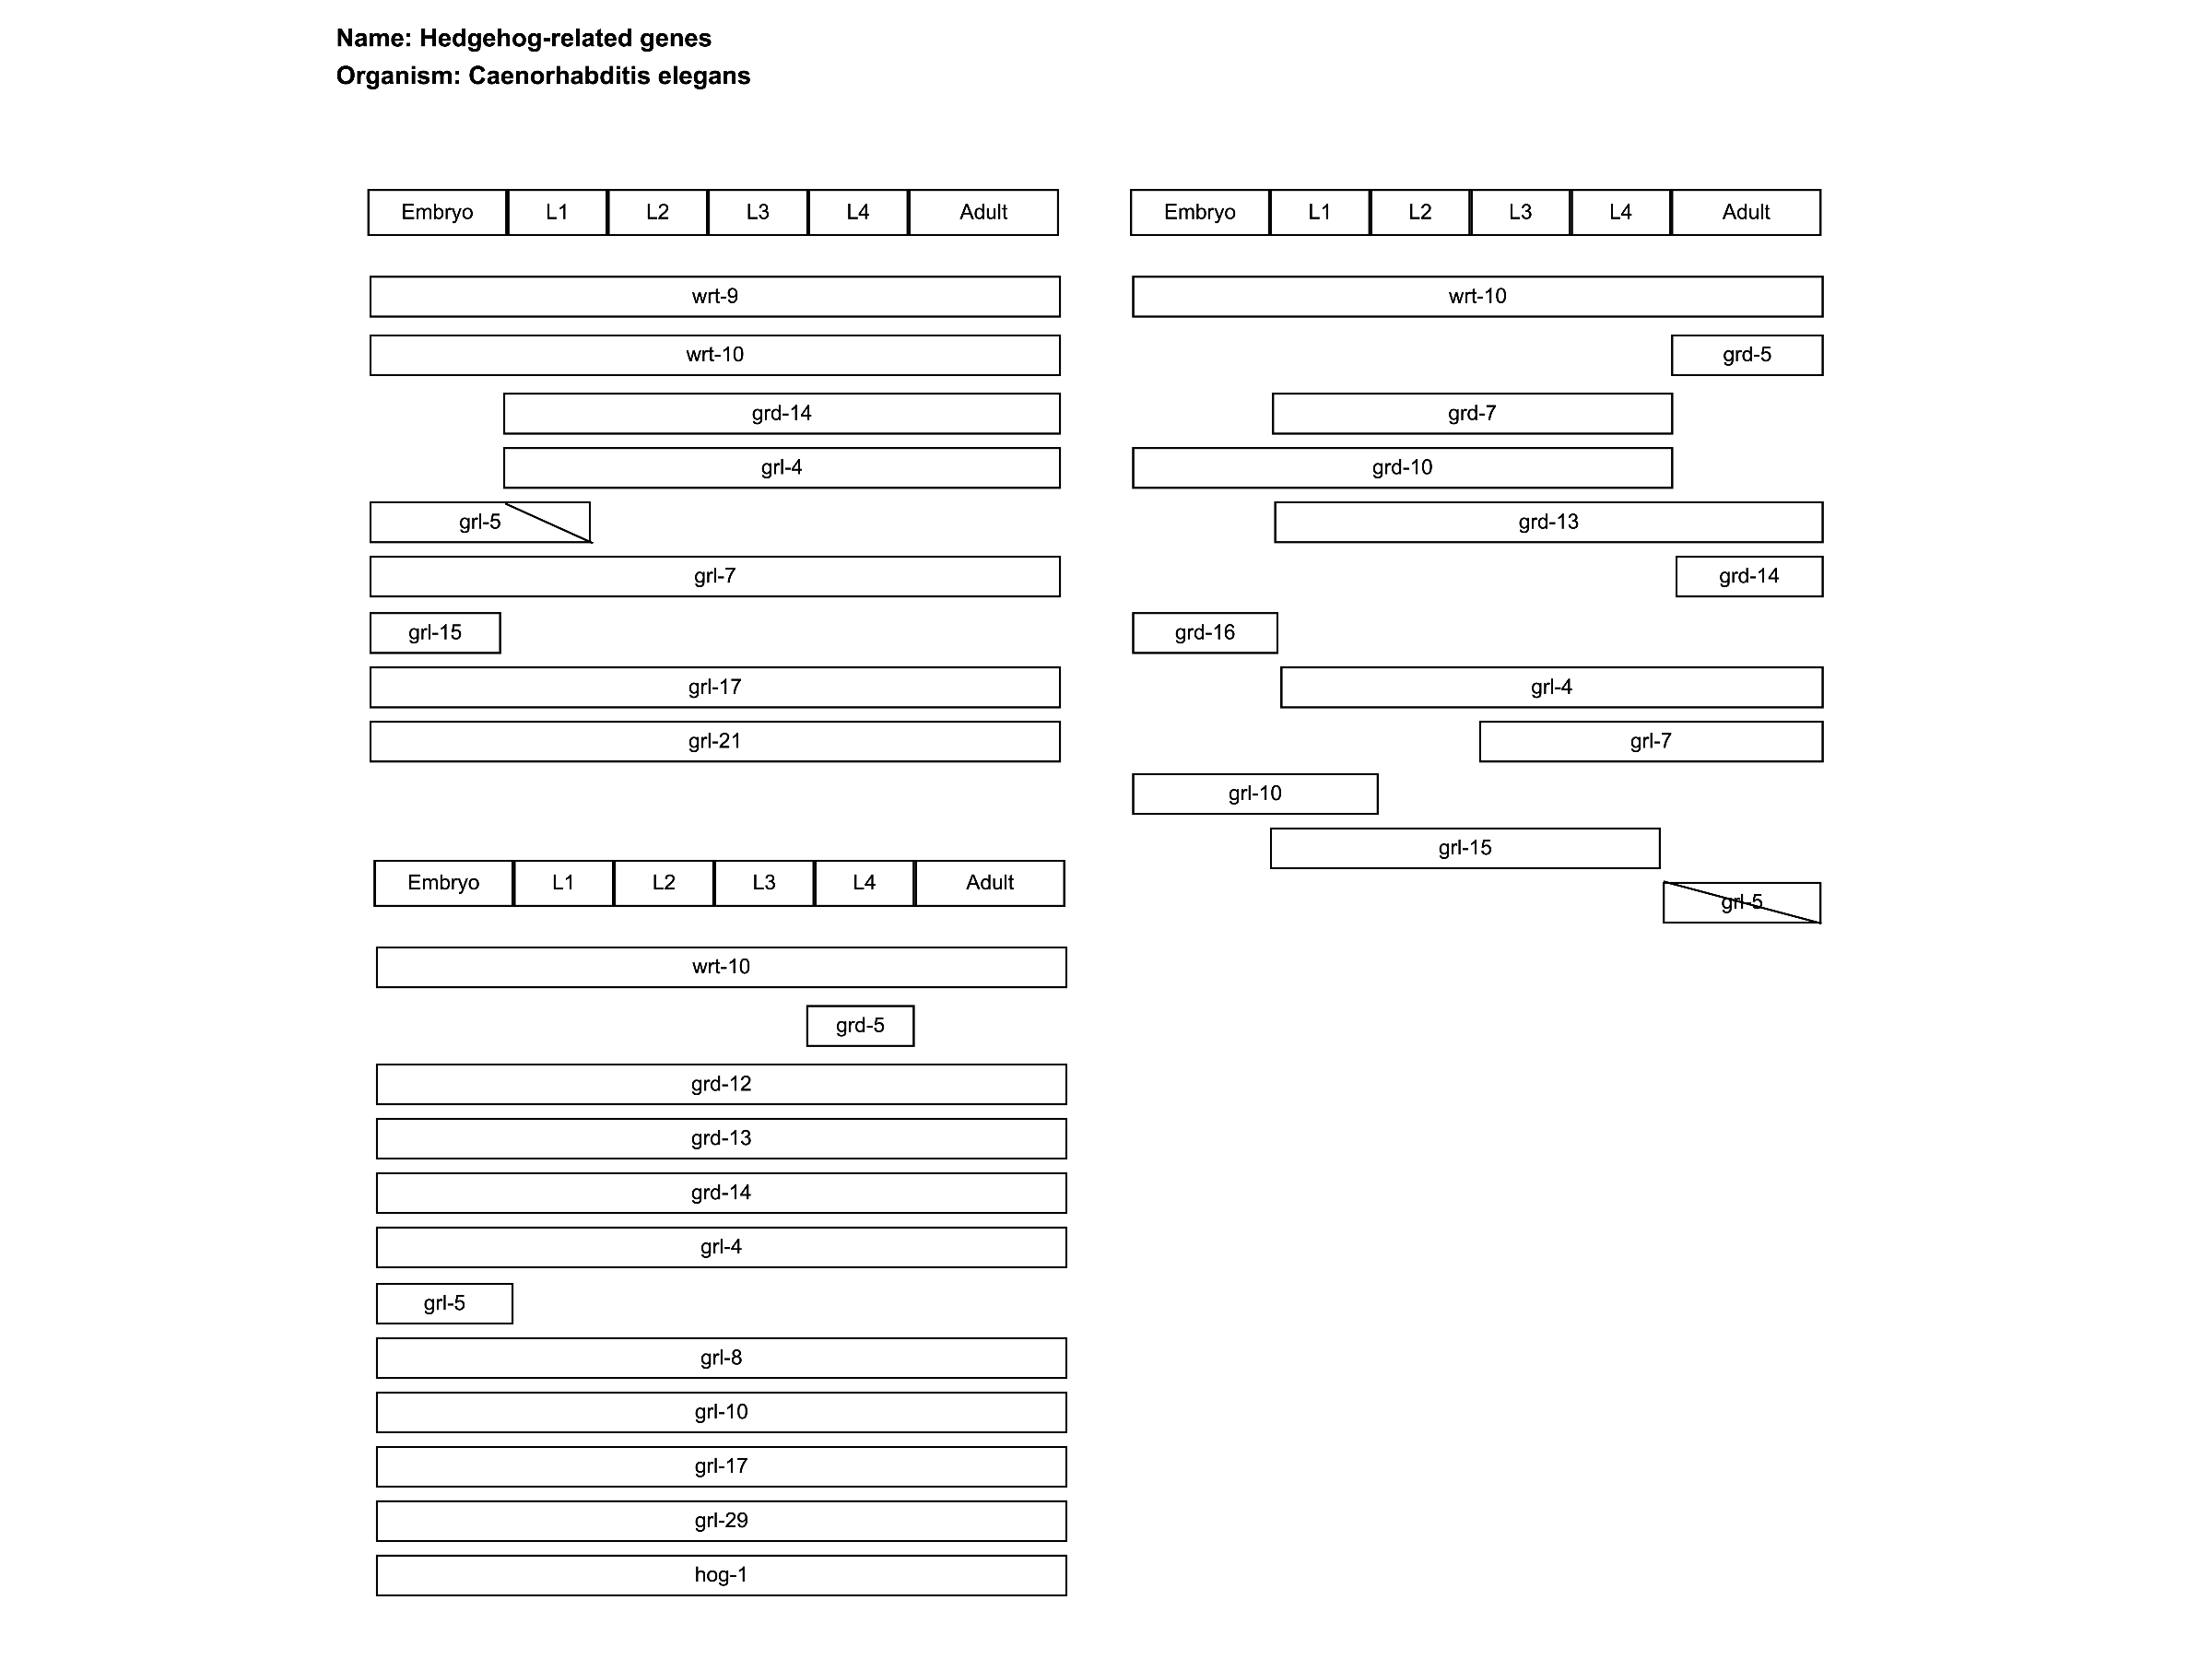 Name: Hedgehog-related genes
Organism: Caenorhabditis elegans
Embryo L1 L2 L3 L4 Adult
wrt-9
wrt-10
grd-14
grl-4
grl-5
grl-7
grl-15
grl-17
grl-21
Embryo L1 L2 L3 L4 Adult
wrt-10
grd-5
grd-12
grd-13
grd-14
grl-4
grl-5
grl-8
grl-10
grl-17
grl-29
hog-1
Embryo L1 L2 L3 L4 Adult
wrt-10
grd-5
grd-7
grd-10
grd-13
grd-14
grd-16
grl-4
grl-7
grl-10
grl-15
grl-5